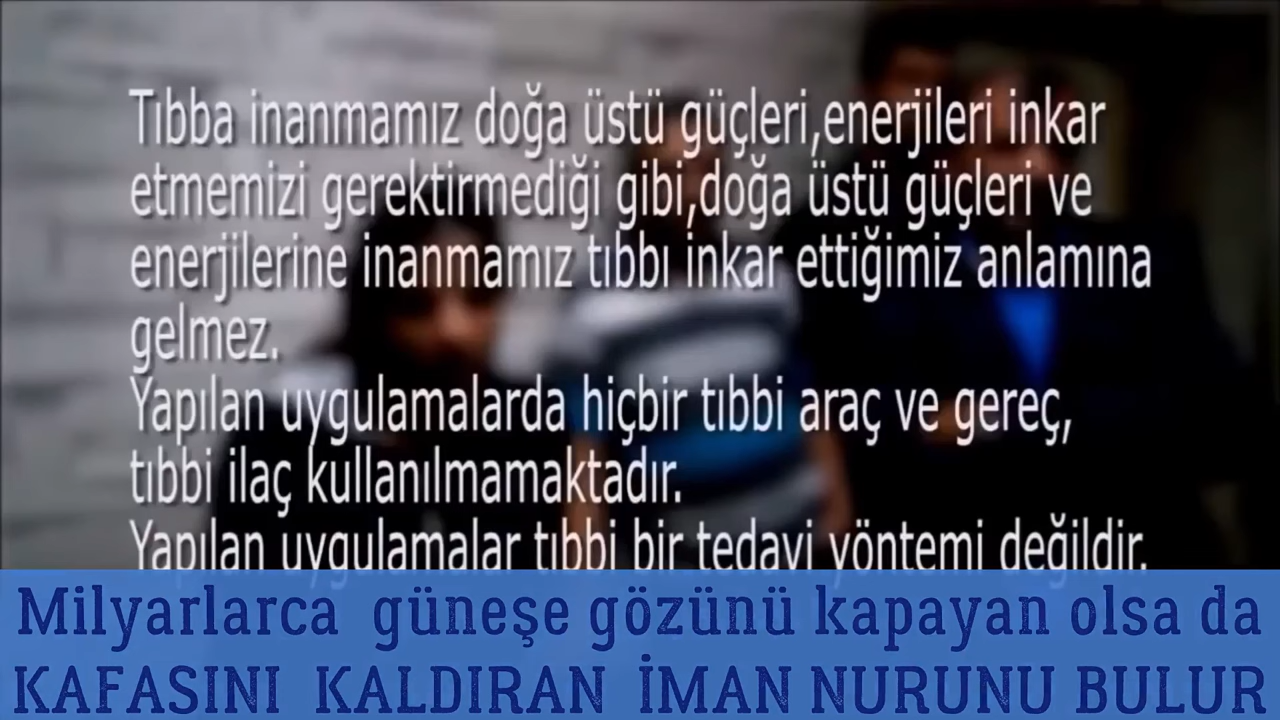 Tıbba inanmamız doğa üstü güçleri,enerjileri inkar
etmemizi gerektirmediği gibi,doğa üstü güçleri ve
enerjilerine inanmamız tıbbı inkar ettiğimiz anlamına
gelmez.
Yapılan uygulamalarda hiçbir tıbbi araç ve gereç,
tıbbi ilaç kullanılmamaktadır.
Yapılan uygulamalar tıbbi bir tedavi yöntemi değildir.
Milyarlarca güneşe gözünü kapayan olsa da
KAFASINI KALDIRAN İMAN NURUNU BULUR